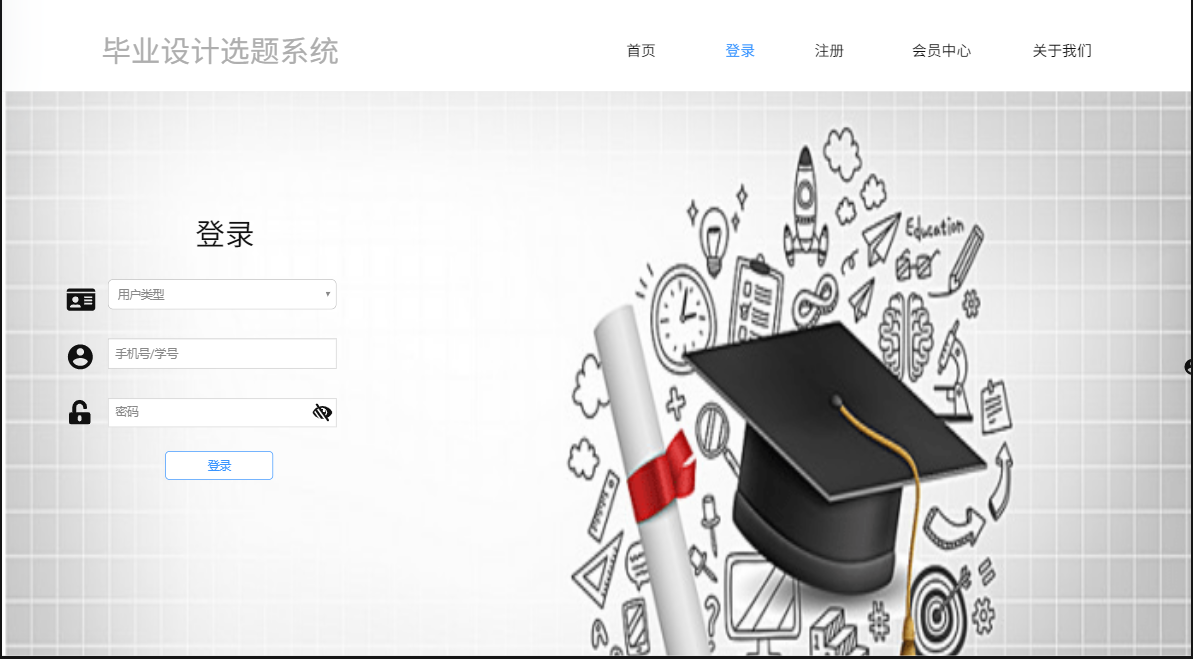 毕业设计选题系统
首页 登录 注册 会员中心 关于我们
登录
用户类型
手机号/学号
密码
登录
Education